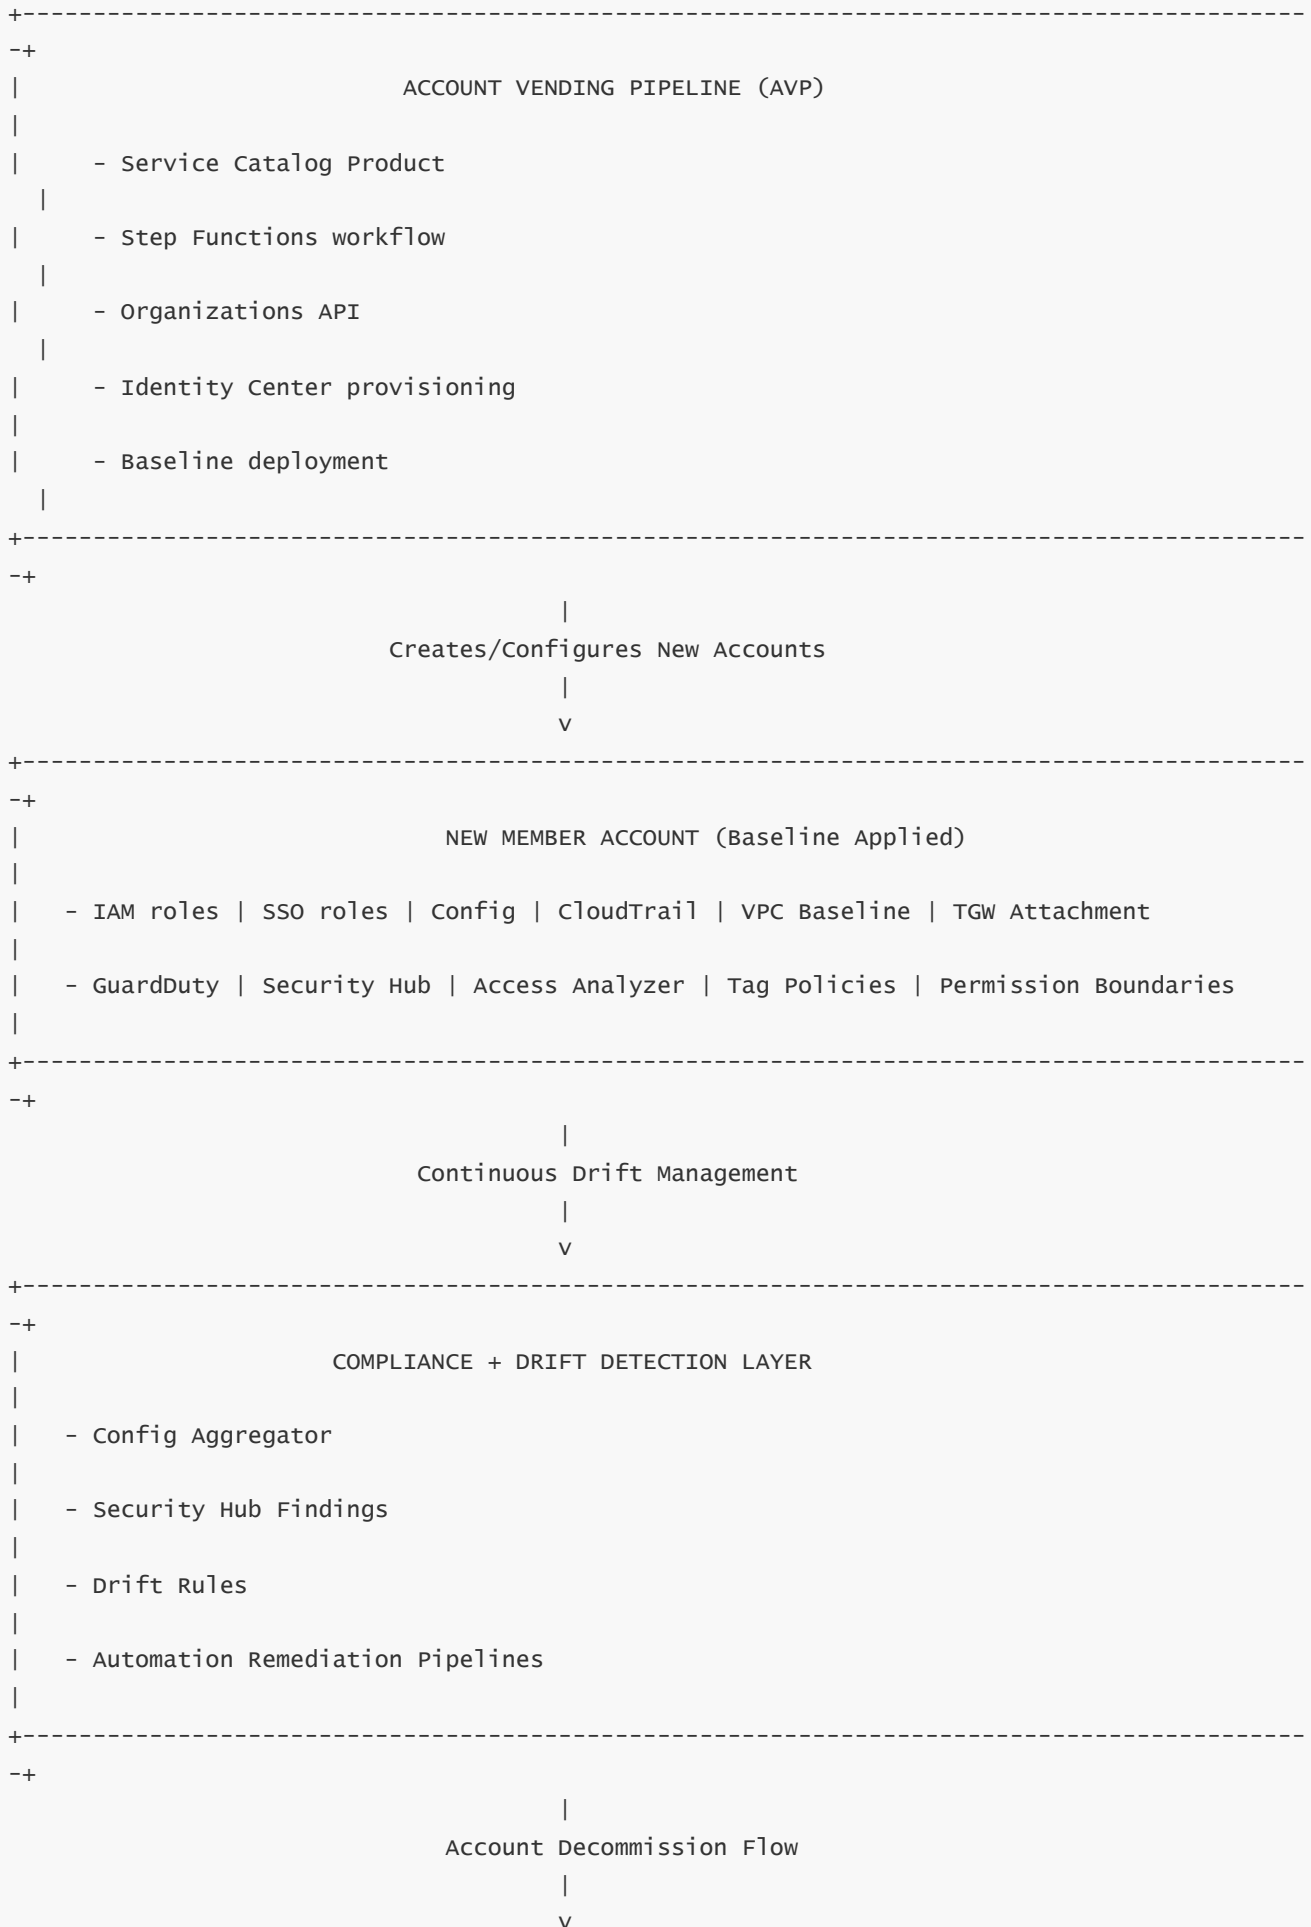 +-------------------------------------------------------------------------------------------
-+
|                           ACCOUNT VENDING PIPELINE (AVP)
|
|     - Service Catalog Product
  |
|     - Step Functions workflow
  |
|     - Organizations API
  |
|     - Identity Center provisioning
|
|     - Baseline deployment
  |
+-------------------------------------------------------------------------------------------
-+
                                       |
                           Creates/Configures New Accounts
                                       |
                                       v
+-------------------------------------------------------------------------------------------
-+
|                              NEW MEMBER ACCOUNT (Baseline Applied)
|
|   - IAM roles | SSO roles | Config | CloudTrail | VPC Baseline | TGW Attachment
|
|   - GuardDuty | Security Hub | Access Analyzer | Tag Policies | Permission Boundaries
|
+-------------------------------------------------------------------------------------------
-+
                                       |
                             Continuous Drift Management
                                       |
                                       v
+-------------------------------------------------------------------------------------------
-+
|                      COMPLIANCE + DRIFT DETECTION LAYER
|
|   - Config Aggregator
|
|   - Security Hub Findings
|
|   - Drift Rules
|
|   - Automation Remediation Pipelines
|
+-------------------------------------------------------------------------------------------
-+
                                       |
                               Account Decommission Flow
                                       |
                                       v